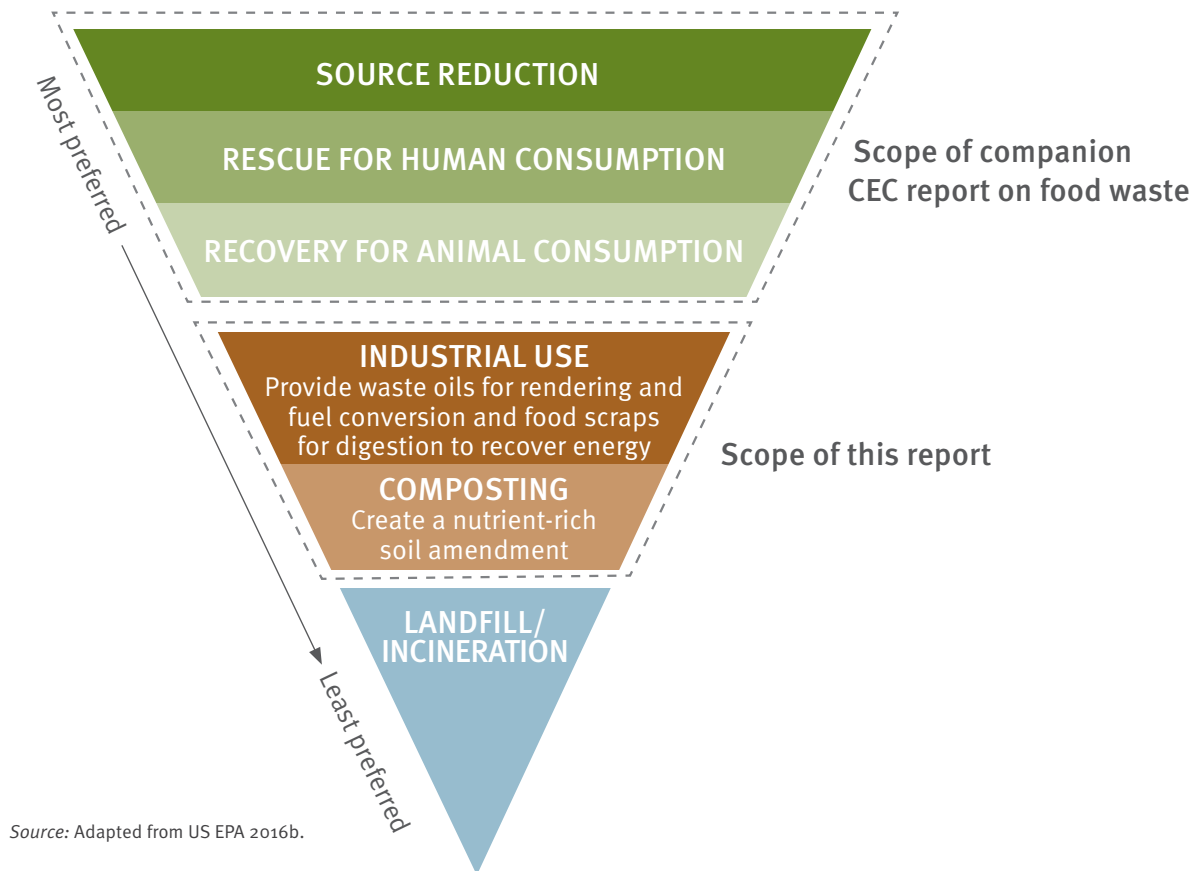 SOURCE REDUCTION
Most preferred
RESCUE FOR HUMAN CONSUMPTION
Scope of companion
CEC report on food waste
RECOVERY FOR ANIMAL CONSUMPTION
INDUSTRIAL USE
Provide waste oils for rendering and
fuel conversion and food scraps
for digestion to recover energy
Scope of this report
COMPOSTING
Create a nutrient-rich
soil amendment
LANDFILL/
INCINERATION
Least preferred
Source: Adapted from US EPA 2016b.